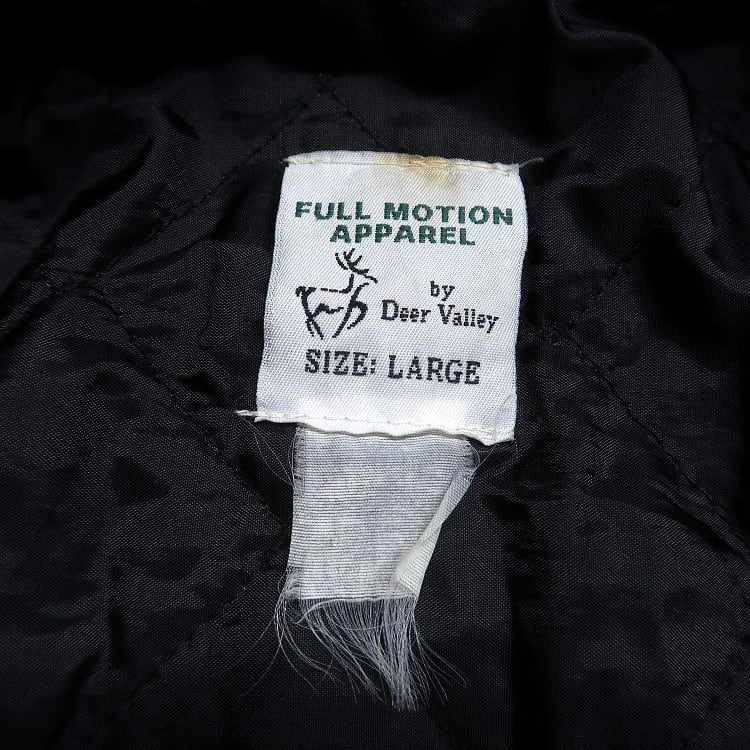 FULL MOTION
APPAREL
by
Deer Valley
SIZE: LARGE